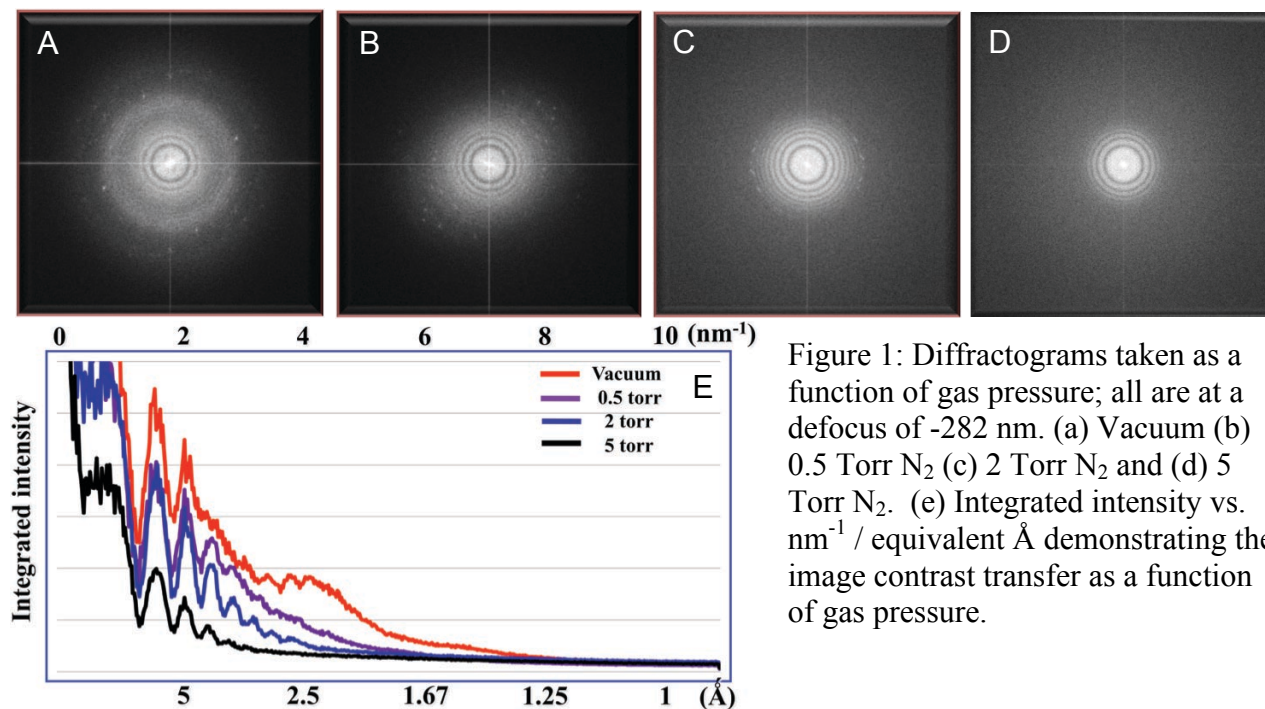 A
B
C
D
0 2 4 6 8 10 (nm⁻¹)
Integrated intensity
Vacuum
0.5 torr
2 torr
5 torr
E
5 2.5 1.67 1.25 1 (Å)
Figure 1: Diffractograms taken as a
function of gas pressure; all are at a
defocus of -282 nm. (a) Vacuum (b)
0.5 Torr N₂ (c) 2 Torr N₂ and (d) 5
Torr N₂. (e) Integrated intensity vs.
nm⁻¹ / equivalent Å demonstrating the
image contrast transfer as a function
of gas pressure.